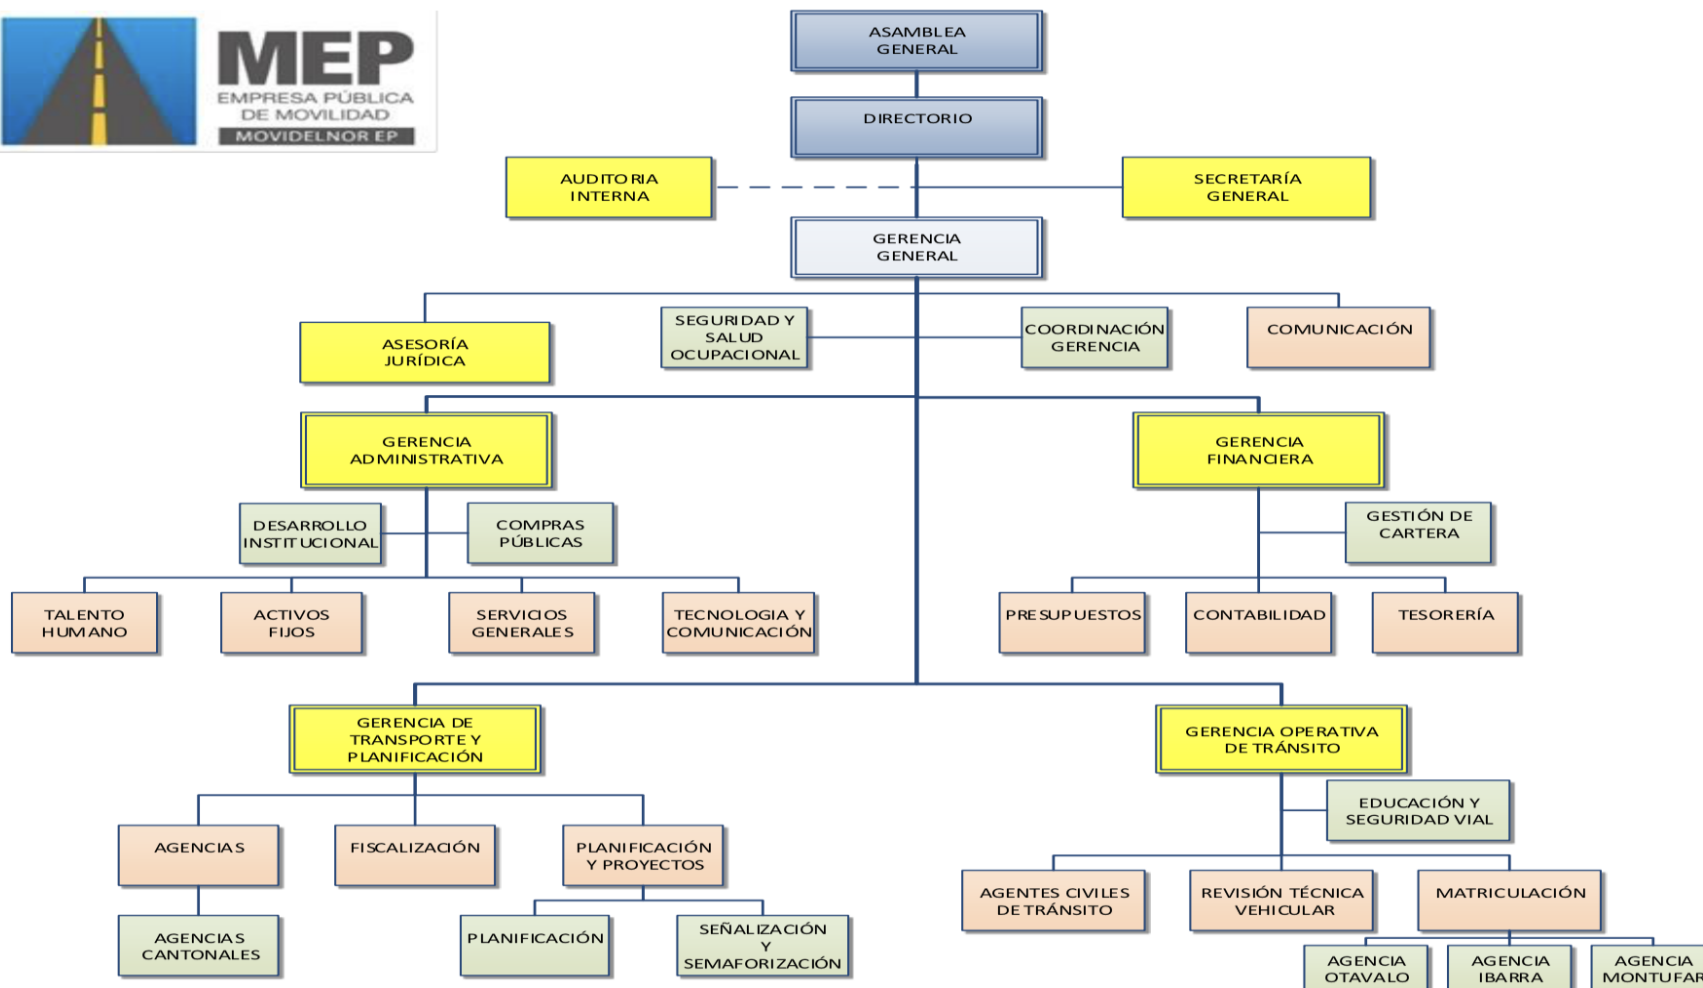 MEP
EMPRESA PÚBLICA
DE MOVILIDAD
MOVIDELNOR EP
ASAMBLEA
GENERAL
DIRECTORIO
AUDITORIA
INTERNA
SECRETARÍA
GENERAL
GERENCIA
GENERAL
ASESORÍA
JURÍDICA
SEGURIDAD Y
SALUD
OCUPACIONAL
COORDINACIÓN
GERENCIA
COMUNICACIÓN
GERENCIA
ADMINISTRATIVA
GERENCIA
FINANCIERA
DESARROLLO
INSTITUCIONAL
COMPRAS
PÚBLICAS
GESTIÓN DE
CARTERA
TALENTO
HUMANO
ACTIVOS
FIJOS
SERVICIOS
GENERALES
TECNOLOGIA Y
COMUNICACIÓN
PRESUPUESTOS
CONTABILIDAD
TESORERÍA
GERENCIA DE
TRANSPORTE Y
PLANIFICACIÓN
GERENCIA OPERATIVA
DE TRÁNSITO
EDUCACIÓN Y
SEGURIDAD VIAL
AGENCIAS
FISCALIZACIÓN
PLANIFICACIÓN
Y PROYECTOS
AGENTES CIVILES
DE TRÁNSITO
REVISIÓN TÉCNICA
VEHICULAR
MATRICULACIÓN
AGENCIAS
CANTONALES
PLANIFICACIÓN
SEÑALIZACIÓN
Y
SEMAFORIZACIÓN
AGENCIA
OTAVALO
AGENCIA
IBARRA
AGENCIA
MONTUFAR